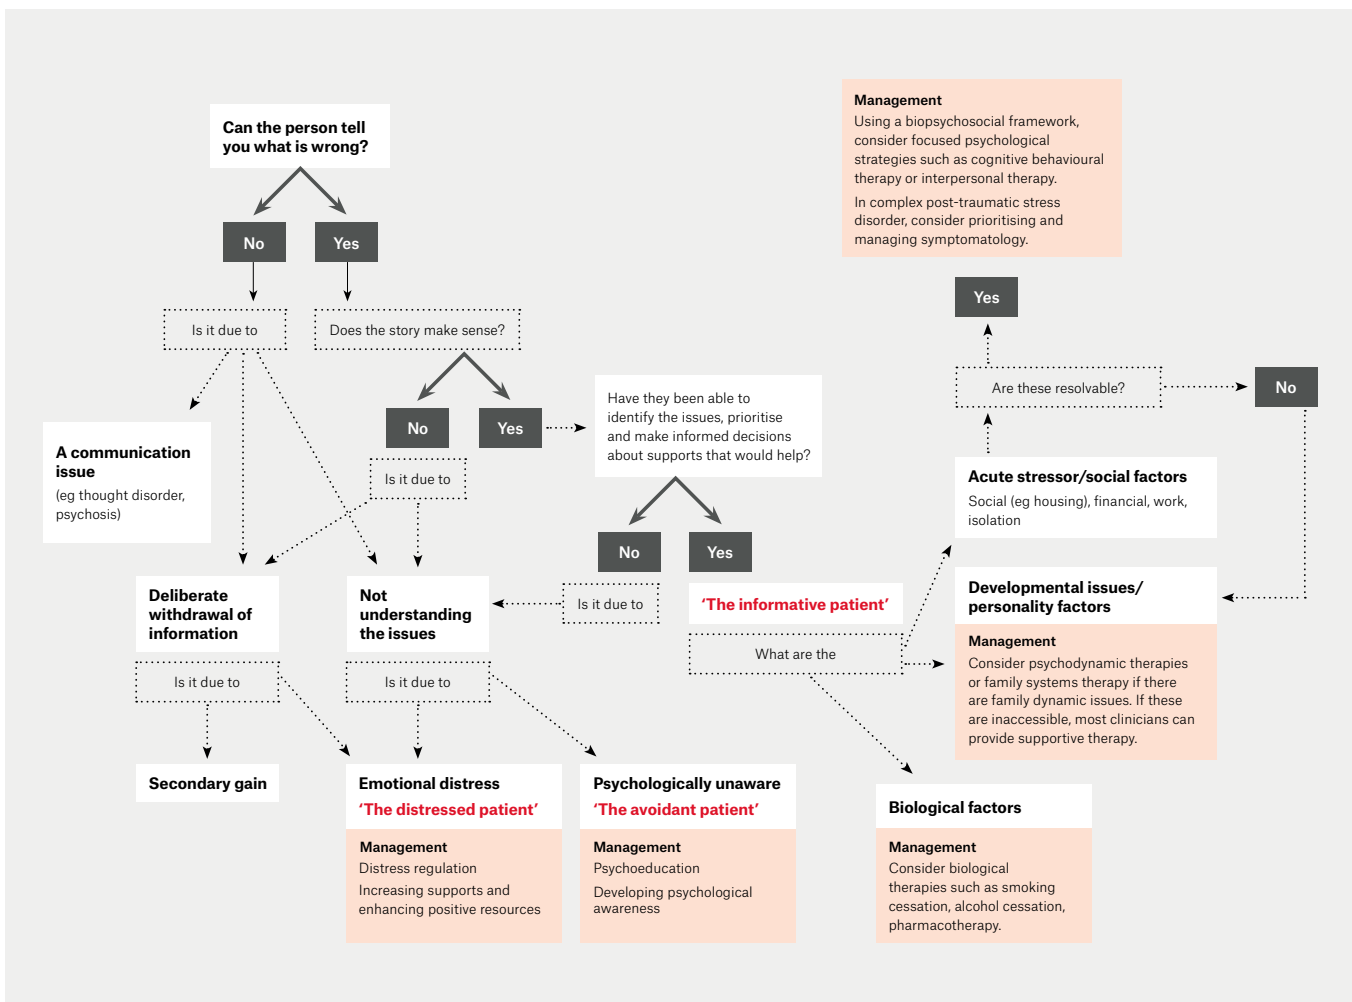 Can the person tell
you what is wrong?
No
Yes
Is it due to
Does the story make sense?
A communication
issue
(eg thought disorder,
psychosis)
No
Yes
Is it due to
Have they been able to
identify the issues, prioritise
and make informed decisions
about supports that would help?
No
Yes
Is it due to
Deliberate
withdrawal of
information
Is it due to
Not
understanding
the issues
Is it due to
Secondary gain
Emotional distress
‘The distressed patient’
Management
Distress regulation
Increasing supports and
enhancing positive resources
Psychologically unaware
‘The avoidant patient’
Management
Psychoeducation
Developing psychological
awareness
‘The informative patient’
What are the
Management
Using a biopsychosocial framework,
consider focused psychological
strategies such as cognitive behavioural
therapy or interpersonal therapy.
In complex post-traumatic stress
disorder, consider prioritising and
managing symptomatology.
Yes
Are these resolvable?
No
Acute stressor/social factors
Social (eg housing), financial, work,
isolation
Developmental issues/
personality factors
Management
Consider psychodynamic therapies
or family systems therapy if there
are family dynamic issues. If these
are inaccessible, most clinicians can
provide supportive therapy.
Biological factors
Management
Consider biological
therapies such as smoking
cessation, alcohol cessation,
pharmacotherapy.